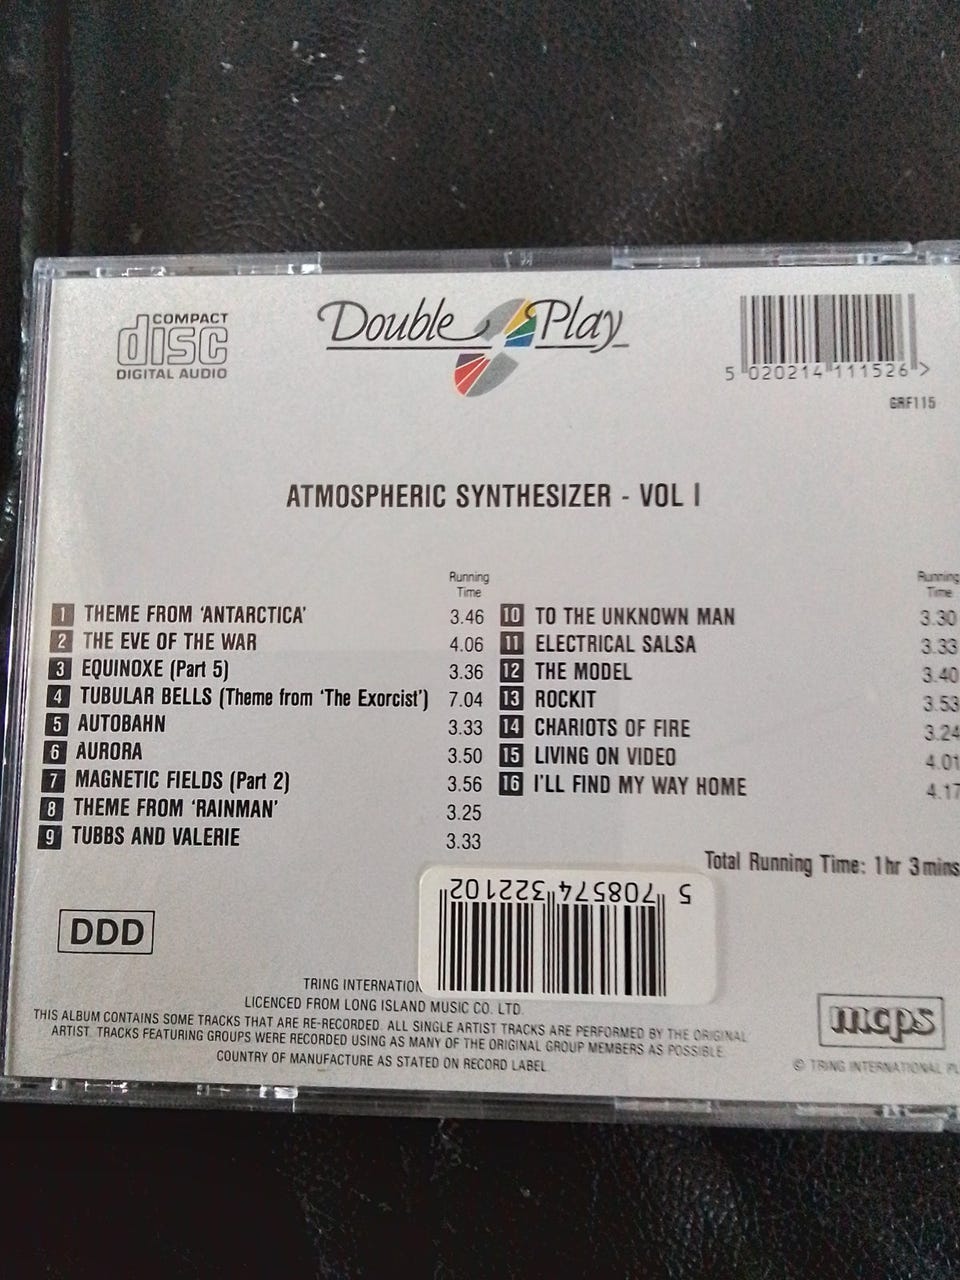 COMPACT
disc
DIGITAL AUDIO
Double Play
5 020214 111526 >
GRF115
ATMOSPHERIC SYNTHESIZER - VOL I
Running
Time
1 THEME FROM 'ANTARCTICA' 3.46
2 THE EVE OF THE WAR 4.06
3 EQUINOXE (Part 5) 3.36
4 TUBULAR BELLS (Theme from 'The Exorcist') 7.04
5 AUTOBAHN 3.33
6 AURORA 3.50
7 MAGNETIC FIELDS (Part 2) 3.56
8 THEME FROM 'RAINMAN' 3.25
9 TUBBS AND VALERIE 3.33
Running
Time
10 TO THE UNKNOWN MAN 3.30
11 ELECTRICAL SALSA 3.33
12 THE MODEL 3.40
13 ROCKIT 3.53
14 CHARIOTS OF FIRE 3.24
15 LIVING ON VIDEO 4.01
16 I'LL FIND MY WAY HOME 4.17
Total Running Time: 1hr 3mins
5 708574 322102
DDD
TRING INTERNATION
LICENCED FROM LONG ISLAND MUSIC CO. LTD.
THIS ALBUM CONTAINS SOME TRACKS THAT ARE RE-RECORDED. ALL SINGLE ARTIST TRACKS ARE PERFORMED BY THE ORIGINAL
ARTIST. TRACKS FEATURING GROUPS WERE RECORDED USING AS MANY OF THE ORIGINAL GROUP MEMBERS AS POSSIBLE.
COUNTRY OF MANUFACTURE AS STATED ON RECORD LABEL
mcps
© TRING INTERNATIONAL PL